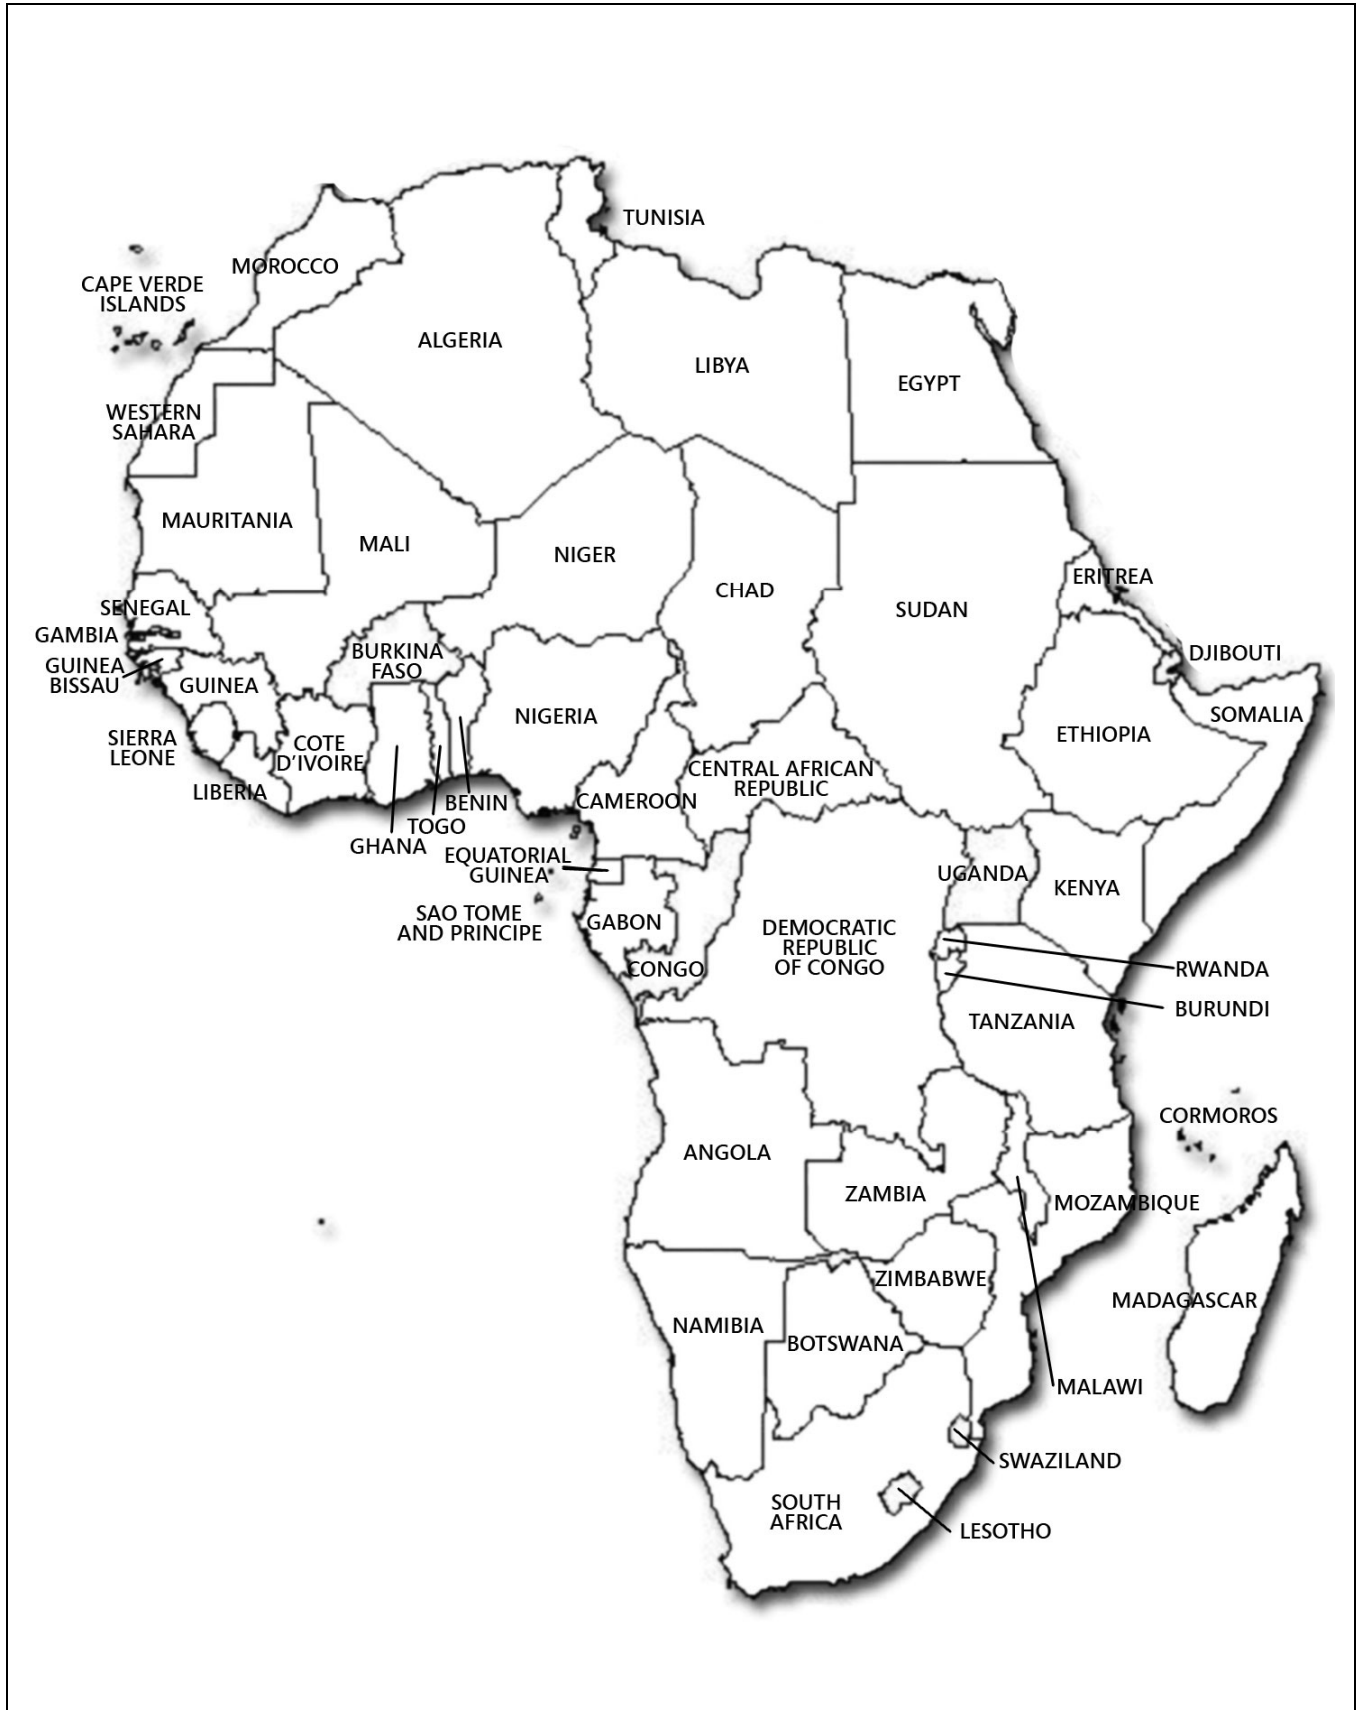 TUNISIA
MOROCCO
CAPE VERDE
ISLANDS
ALGERIA
LIBYA
EGYPT
WESTERN
SAHARA
MAURITANIA
MALI
NIGER
CHAD
SUDAN
ERITREA
SENEGAL
GAMBIA
GUINEA
BISSAU
BURKINA
FASO
DJIBOUTI
GUINEA
NIGERIA
SOMALIA
ETHIOPIA
SIERRA
LEONE
COTE
D'IVOIRE
CENTRAL AFRICAN
REPUBLIC
LIBERIA
BENIN
CAMEROON
TOGO
GHANA
EQUATORIAL
GUINEA
UGANDA
KENYA
SAO TOME
AND PRINCIPE
GABON
DEMOCRATIC
REPUBLIC
OF CONGO
CONGO
RWANDA
BURUNDI
TANZANIA
CORMOROS
ANGOLA
ZAMBIA
MOZAMBIQUE
ZIMBABWE
MADAGASCAR
NAMIBIA
BOTSWANA
MALAWI
SWAZILAND
SOUTH
AFRICA
LESOTHO